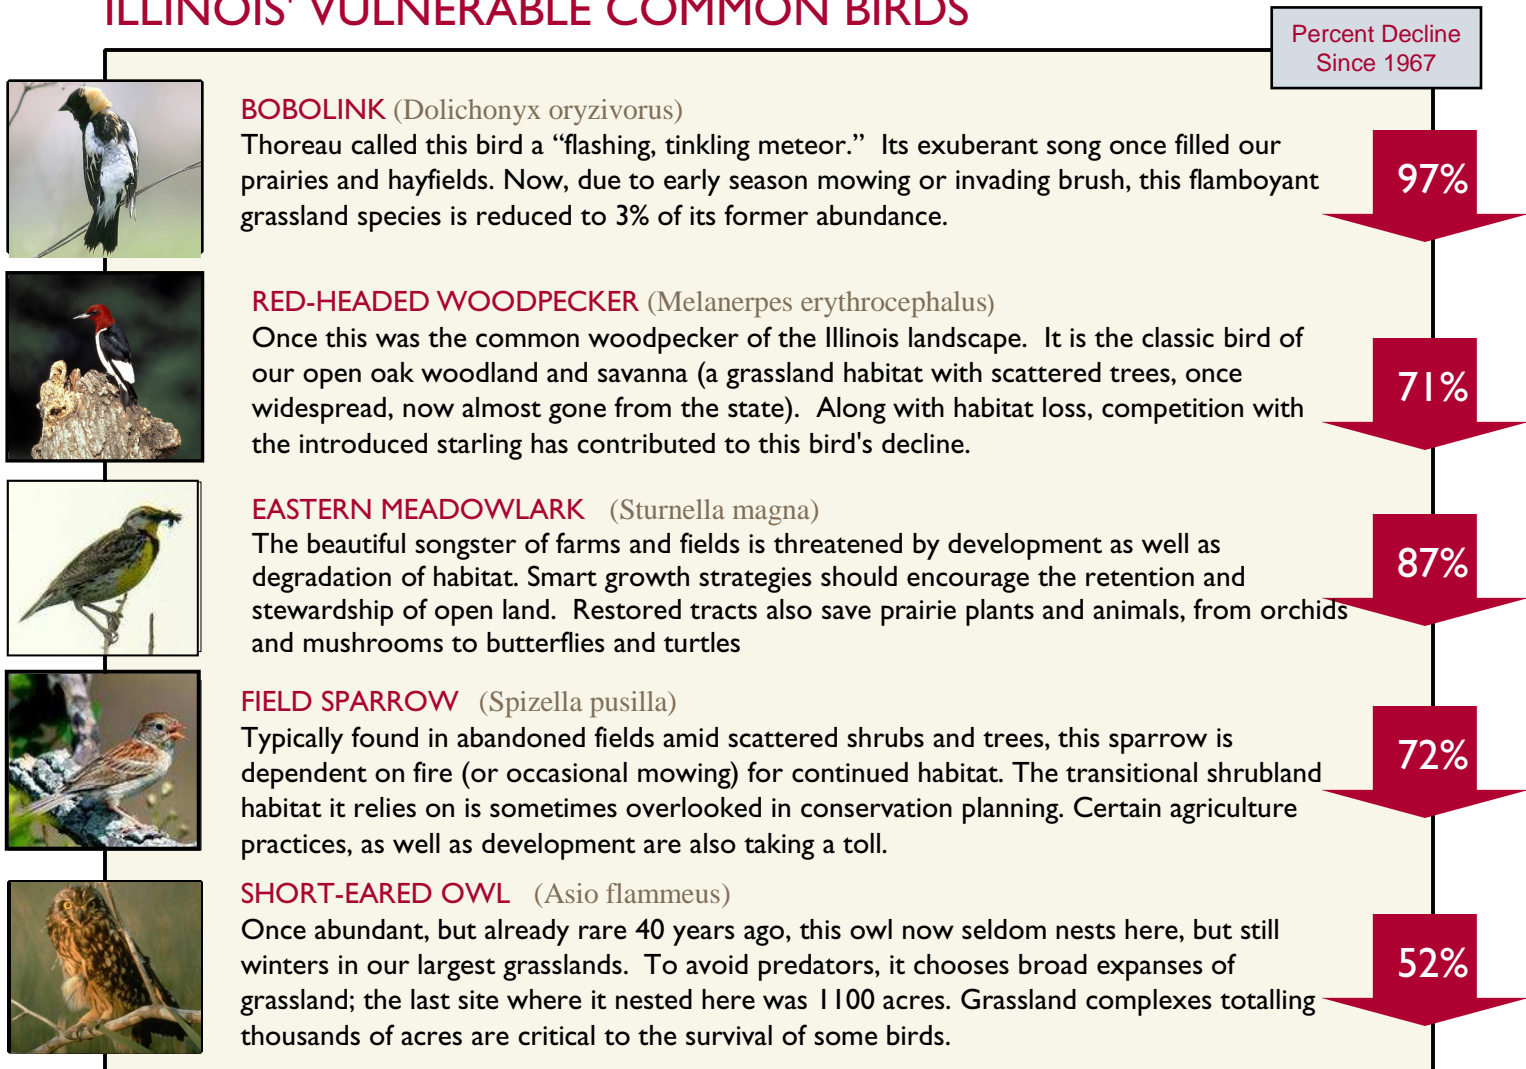 ILLINOIS' VULNERABLE COMMON BIRDS
Percent Decline
Since 1967
BOBOLINK (Dolichonyx oryzivorus)
Thoreau called this bird a “flashing, tinkling meteor.”  Its exuberant song once filled our
prairies and hayfields. Now, due to early season mowing or invading brush, this flamboyant
grassland species is reduced to 3% of its former abundance.
97%
RED-HEADED WOODPECKER (Melanerpes erythrocephalus)
Once this was the common woodpecker of the Illinois landscape.  It is the classic bird of
our open oak woodland and savanna (a grassland habitat with scattered trees, once
widespread, now almost gone from the state).  Along with habitat loss, competition with
the introduced starling has contributed to this bird's decline.
71%
EASTERN MEADOWLARK (Sturnella magna)
The beautiful songster of farms and fields is threatened by development as well as
degradation of habitat. Smart growth strategies should encourage the retention and
stewardship of open land.  Restored tracts also save prairie plants and animals, from orchids
and mushrooms to butterflies and turtles
87%
FIELD SPARROW (Spizella pusilla)
Typically found in abandoned fields amid scattered shrubs and trees, this sparrow is
dependent on fire (or occasional mowing) for continued habitat. The transitional shrubland
habitat it relies on is sometimes overlooked in conservation planning. Certain agriculture
practices, as well as development are also taking a toll.
72%
SHORT-EARED OWL (Asio flammeus)
Once abundant, but already rare 40 years ago, this owl now seldom nests here, but still
winters in our largest grasslands.  To avoid predators, it chooses broad expanses of
grassland; the last site where it nested here was 1100 acres. Grassland complexes totalling
thousands of acres are critical to the survival of some birds.
52%